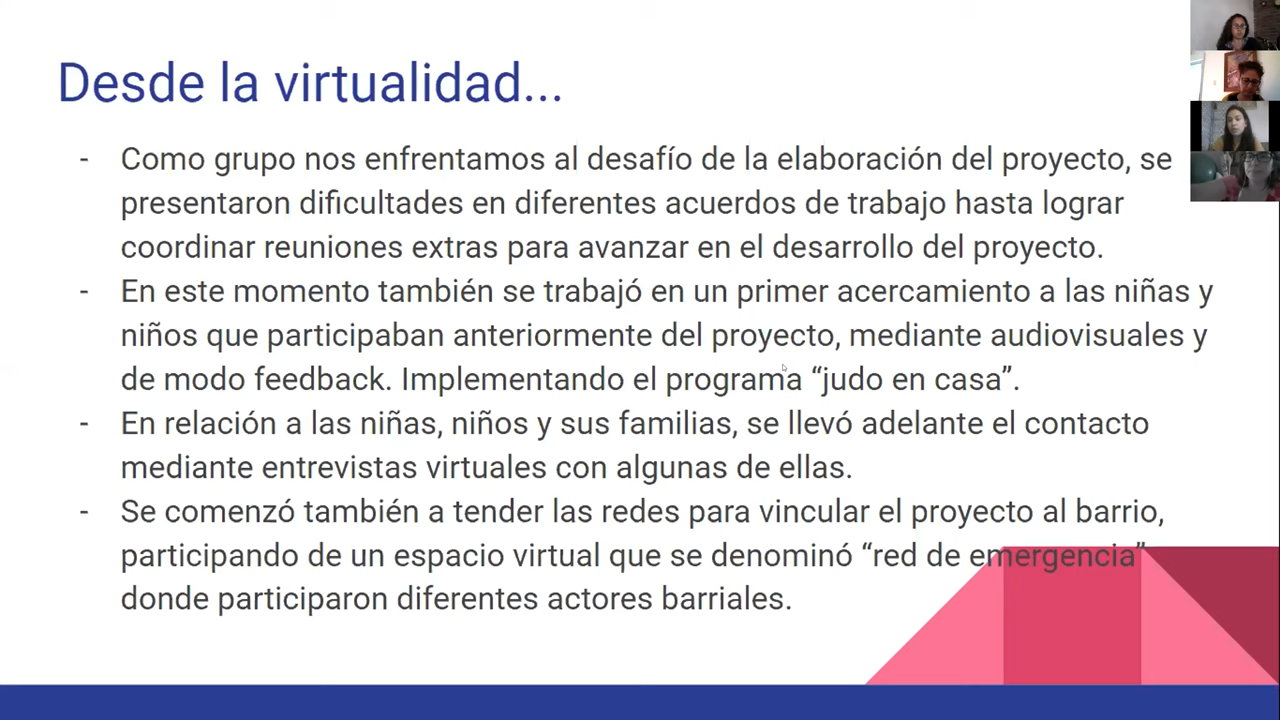 Desde la virtualidad...
- Como grupo nos enfrentamos al desafío de la elaboración del proyecto, se
presentaron dificultades en diferentes acuerdos de trabajo hasta lograr
coordinar reuniones extras para avanzar en el desarrollo del proyecto.
- En este momento también se trabajó en un primer acercamiento a las niñas y
niños que participaban anteriormente del proyecto, mediante audiovisuales y
de modo feedback. Implementando el programa “judo en casa”.
- En relación a las niñas, niños y sus familias, se llevó adelante el contacto
mediante entrevistas virtuales con algunas de ellas.
- Se comenzó también a tender las redes para vincular el proyecto al barrio,
participando de un espacio virtual que se denominó “red de emergencia”
donde participaron diferentes actores barriales.